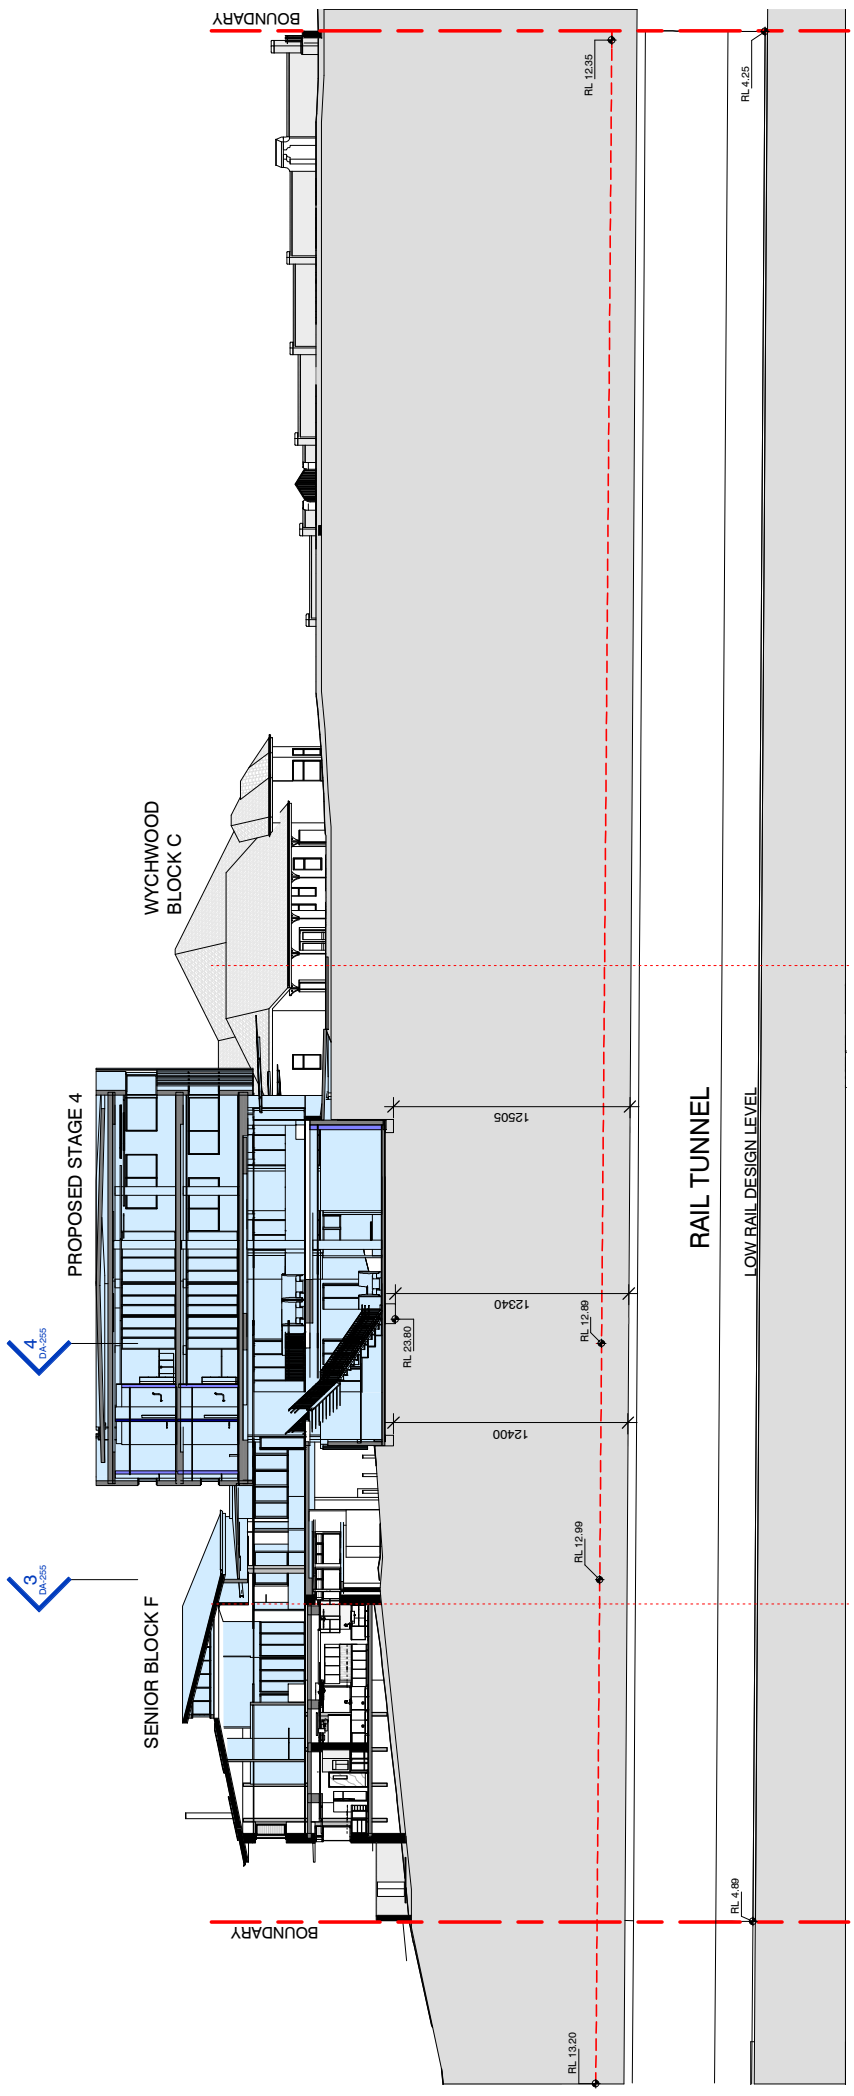 BOUNDARY
RL 12.35
RL 4.25
WYCHWOOD
BLOCK C
PROPOSED STAGE 4
12505
RAIL TUNNEL
LOW RAIL DESIGN LEVEL
12340
4
DA-255
RL 23.80
RL 12.89
12400
3
DA-255
RL 12.99
SENIOR BLOCK F
BOUNDARY
RL 4.89
RL 13.20